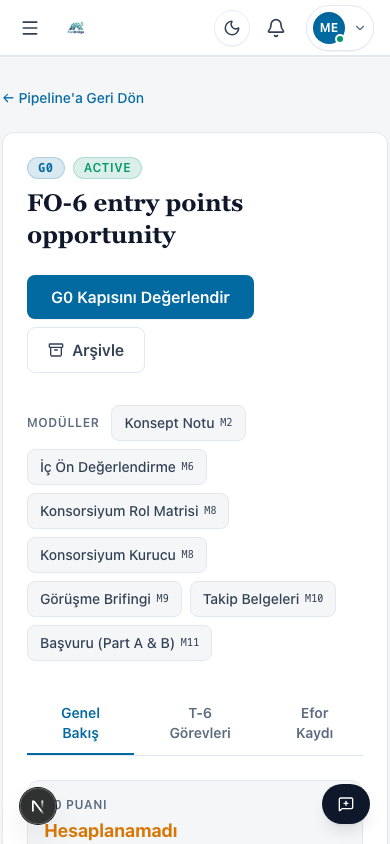 ME
← Pipeline'a Geri Dön
G0 ACTIVE
FO-6 entry points
opportunity
G0 Kapısını Değerlendir
Arşivle
MODÜLLER Konsept Notu M2
İç Ön Değerlendirme M6
Konsorsiyum Rol Matrisi M8
Konsorsiyum Kurucu M8
Görüşme Brifingi M9 Takip Belgeleri M10
Başvuru (Part A & B) M11
Genel Bakış
T-6 Görevleri
Efor Kaydı
N
PUANI
Hesaplanamadı